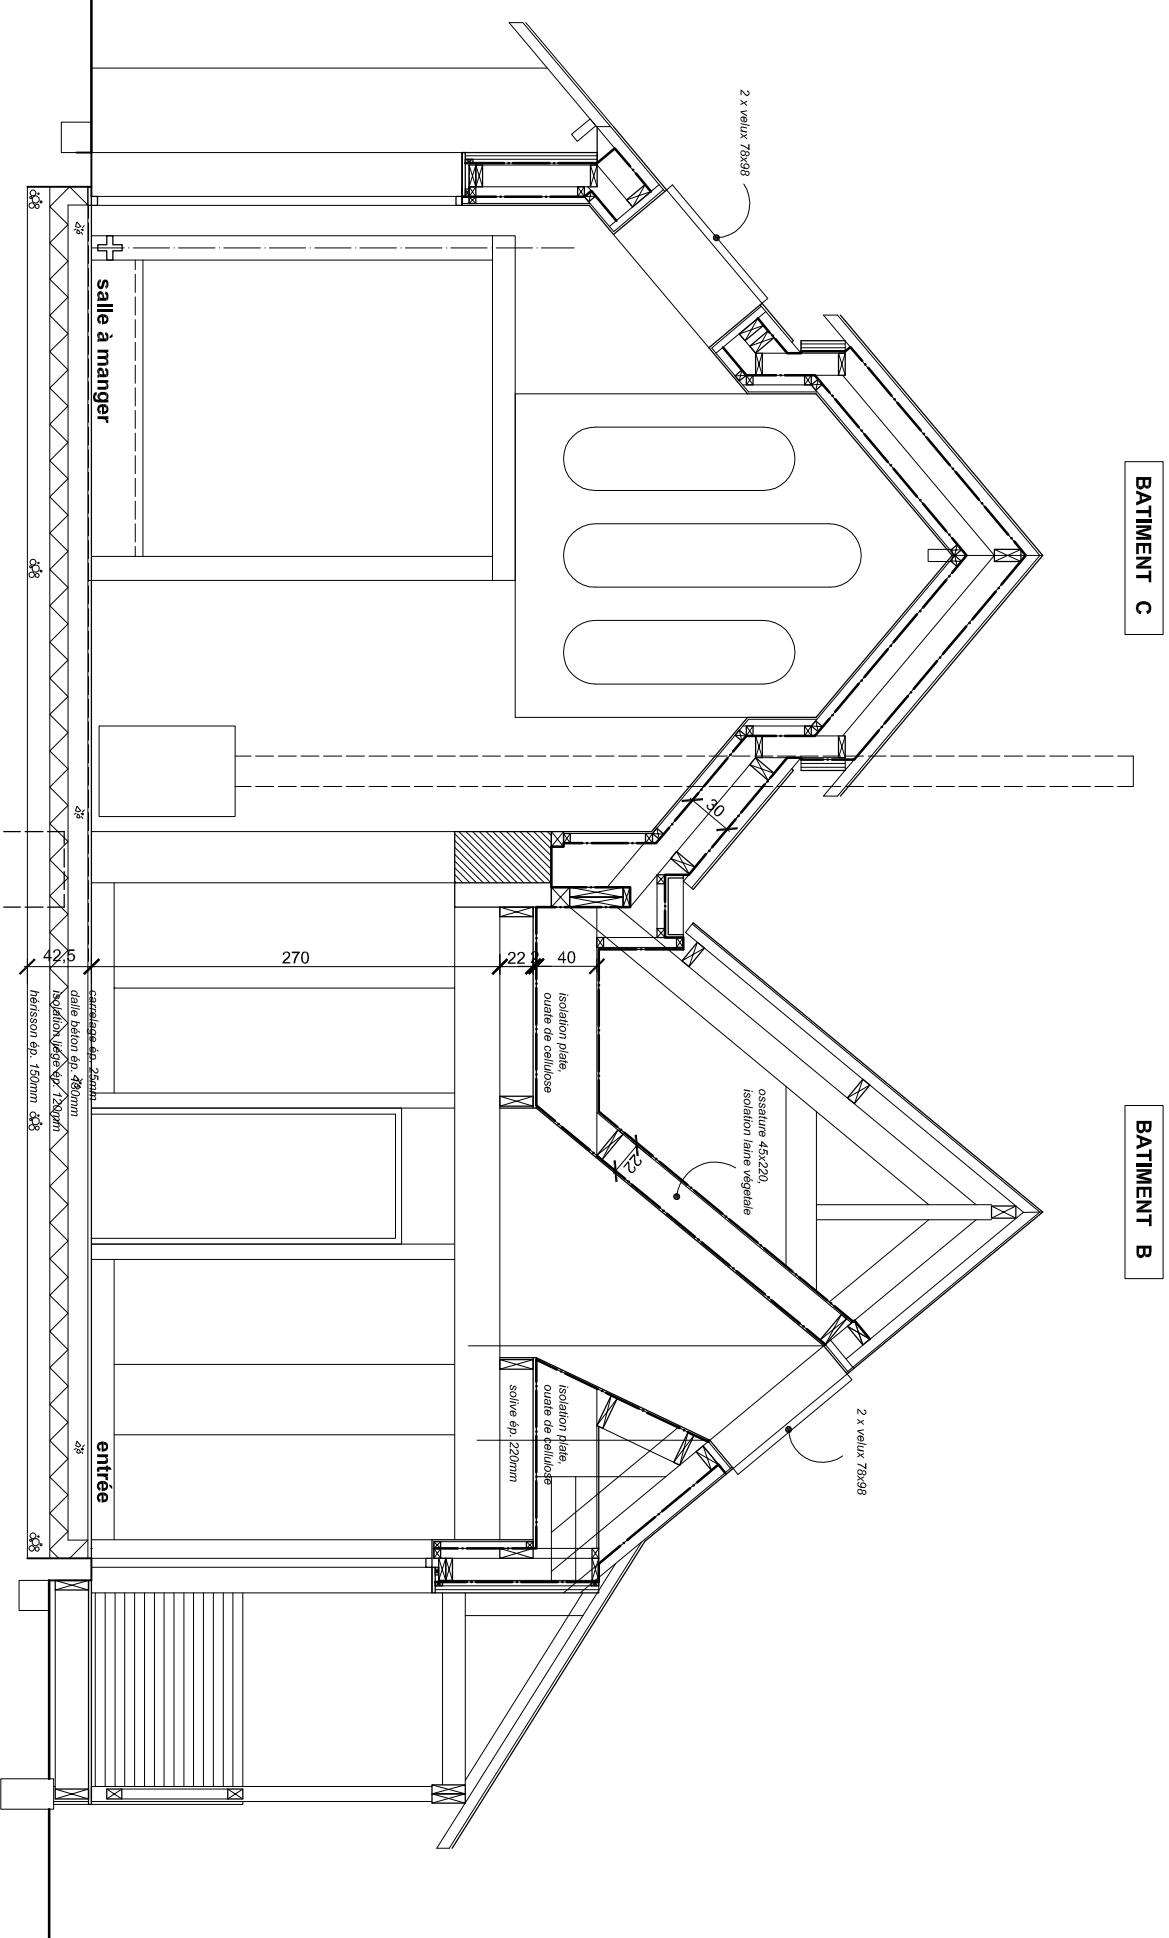 BATIMENT C
BATIMENT B
2 x velux 78x98
2 x velux 78x98
30
ossature 45x220,
isolation laine végétale
22
isolation plate,
ouate de cellulose
isolation plate,
ouate de cellulose
solive ép. 220mm
42,5
270
22
2
40
salle à manger
entrée
carrelage ép. 25mm
dalle béton ép.
isolation liège ép. 120mm
hérisson ép. 150mm